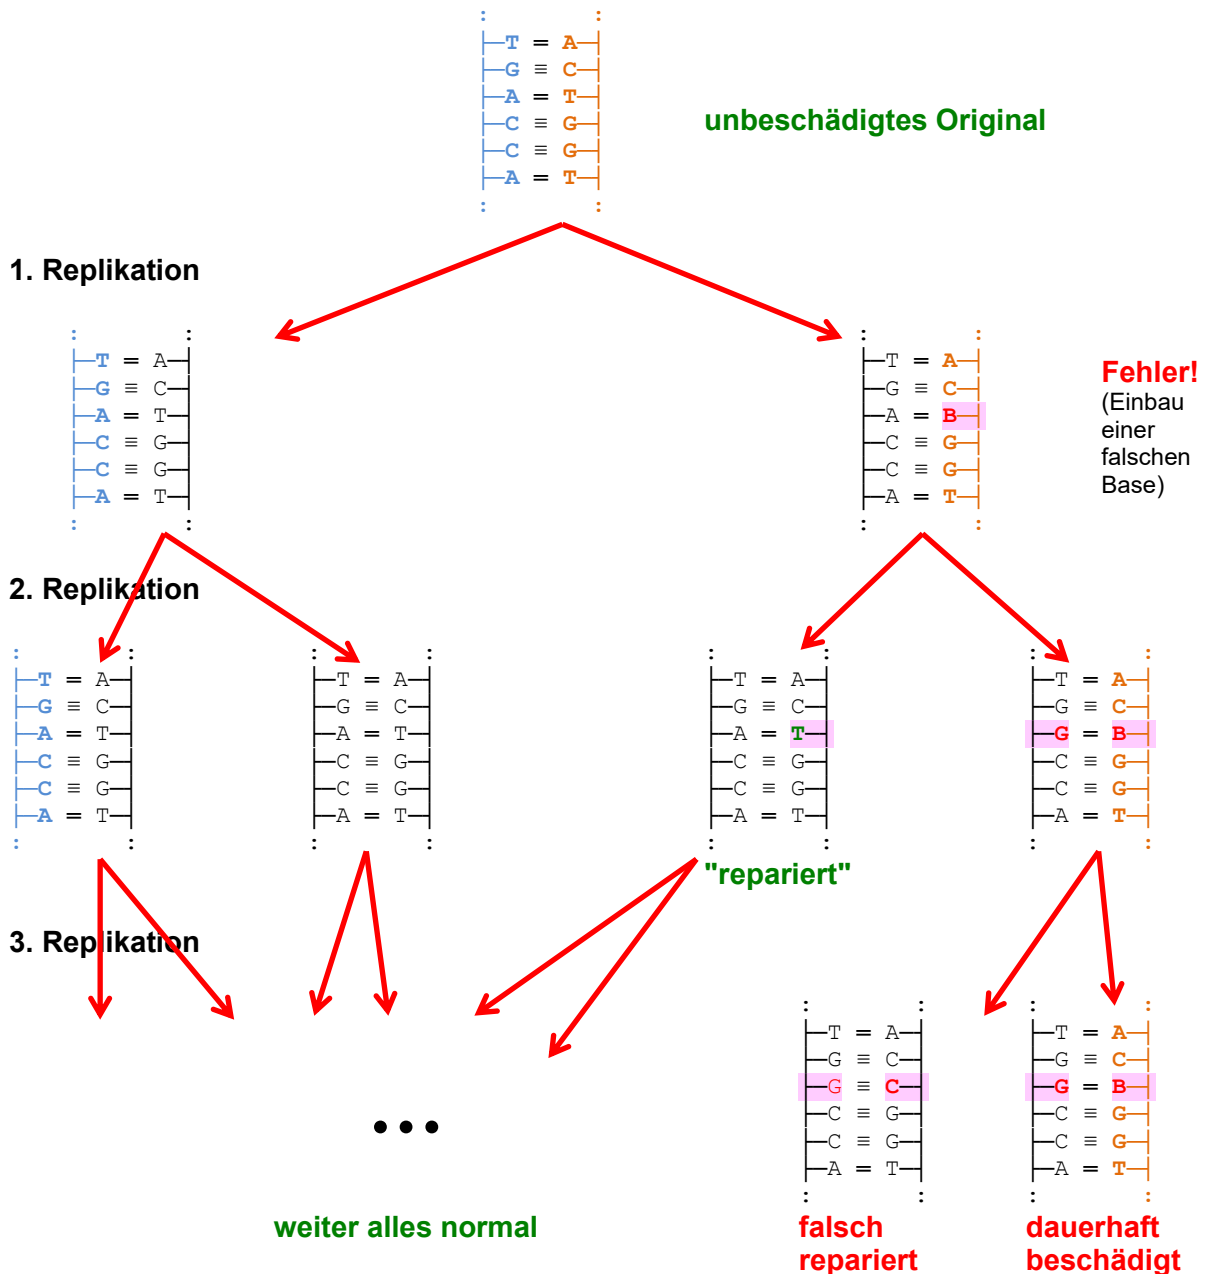 :     :
├─T = A─┤
├─G ≡ C─┤
├─A = T─┤
├─C ≡ G─┤
├─C ≡ G─┤
├─A = T─┤
:     :
unbeschädigtes Original
1. Replikation
:     :
├─T = A─┤
├─G ≡ C─┤
├─A = T─┤
├─C ≡ G─┤
├─C ≡ G─┤
├─A = T─┤
:     :
:     :
├─T = A─┤
├─G ≡ C─┤
├─A = B─┤
├─C ≡ G─┤
├─C ≡ G─┤
├─A = T─┤
:     :
Fehler!
(Einbau
einer
falschen
Base)
2. Replikation
:     :
├─T = A─┤
├─G ≡ C─┤
├─A = T─┤
├─C ≡ G─┤
├─C ≡ G─┤
├─A = T─┤
:     :
:     :
├─T = A─┤
├─G ≡ C─┤
├─A = T─┤
├─C ≡ G─┤
├─C ≡ G─┤
├─A = T─┤
:     :
:     :
├─T = A─┤
├─G ≡ C─┤
├─A = T─┤
├─C ≡ G─┤
├─C ≡ G─┤
├─A = T─┤
:     :
"repariert"
:     :
├─T = A─┤
├─G ≡ C─┤
├─G = B─┤
├─C ≡ G─┤
├─C ≡ G─┤
├─A = T─┤
:     :
3. Replikation
•••
weiter alles normal
:     :
├─T = A─┤
├─G ≡ C─┤
├─G ≡ C─┤
├─C ≡ G─┤
├─C ≡ G─┤
├─A = T─┤
:     :
falsch
repariert
:     :
├─T = A─┤
├─G ≡ C─┤
├─G = B─┤
├─C ≡ G─┤
├─C ≡ G─┤
├─A = T─┤
:     :
dauerhaft
beschädigt